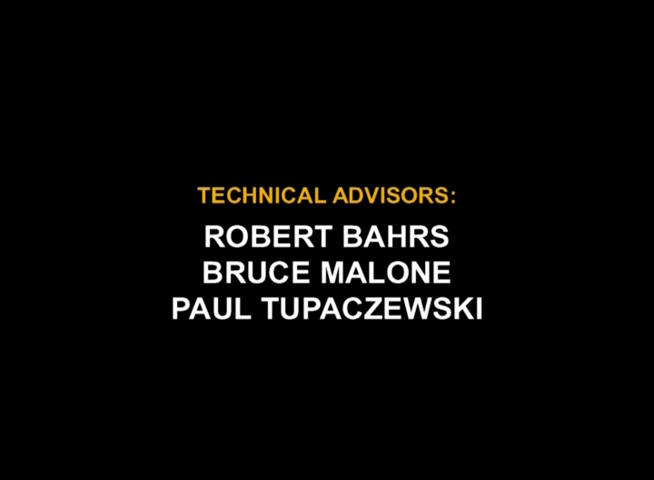 TECHNICAL ADVISORS:
ROBERT BAHRS
BRUCE MALONE
PAUL TUPACZEWSKI